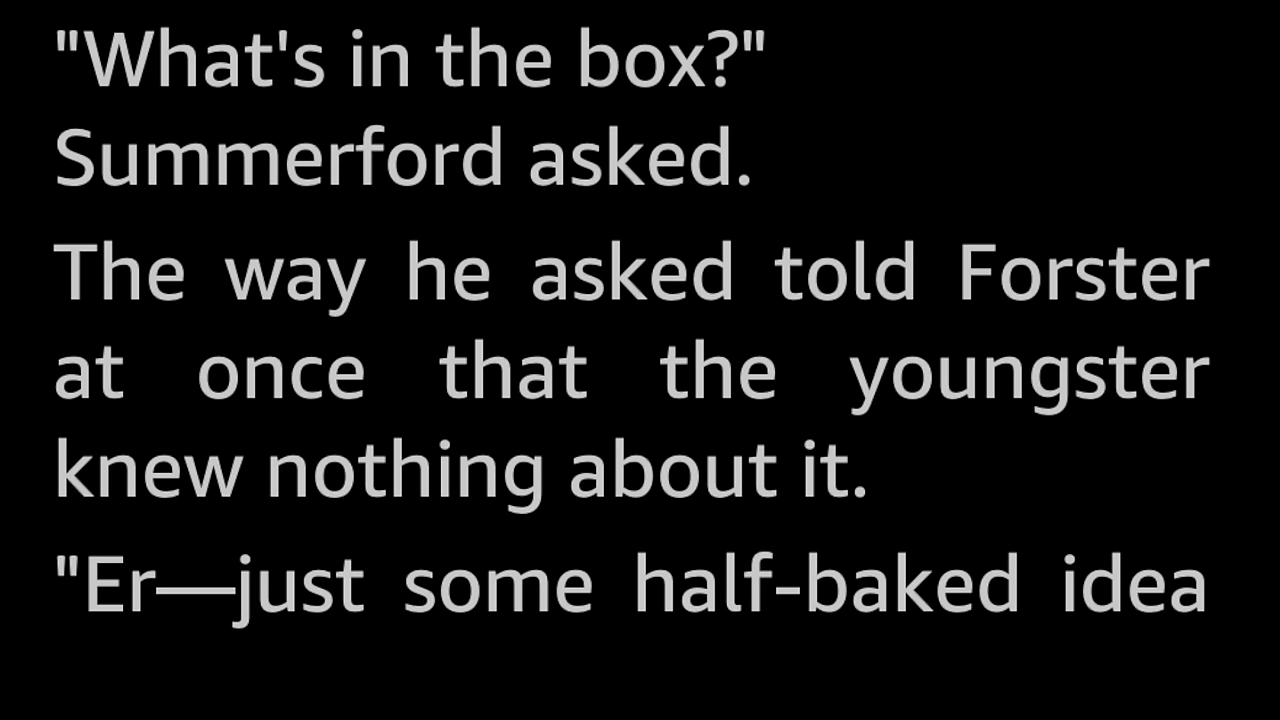 "What's in the box?"
Summerford asked.
The way he asked told Forster
at once that the youngster
knew nothing about it.
"Er—just some half-baked idea